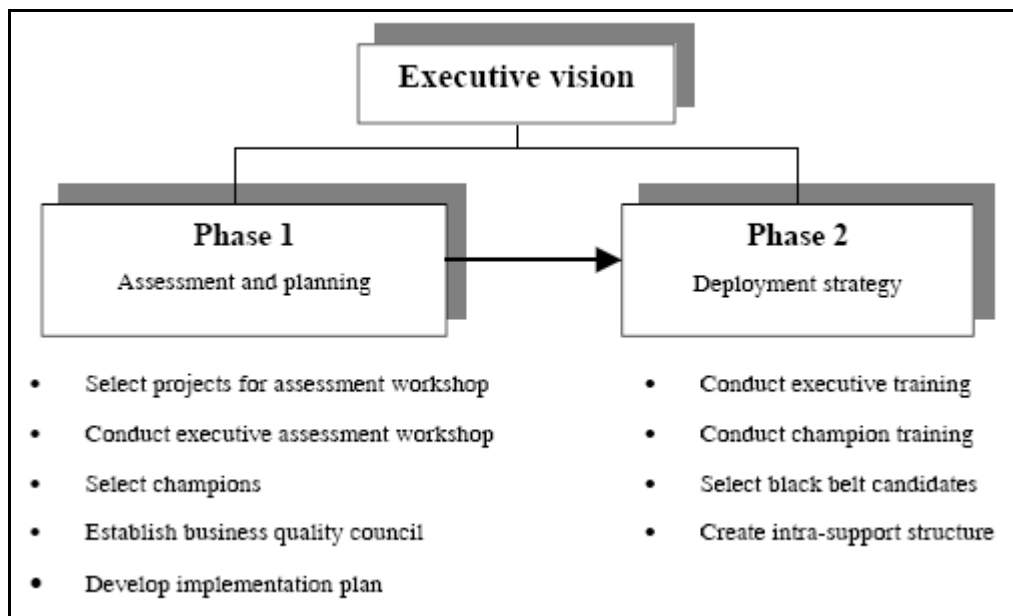 Executive vision
Phase 1
Assessment and planning
Phase 2
Deployment strategy
• Select projects for assessment workshop
• Conduct executive assessment workshop
• Select champions
• Establish business quality council
• Develop implementation plan
• Conduct executive training
• Conduct champion training
• Select black belt candidates
• Create intra-support structure